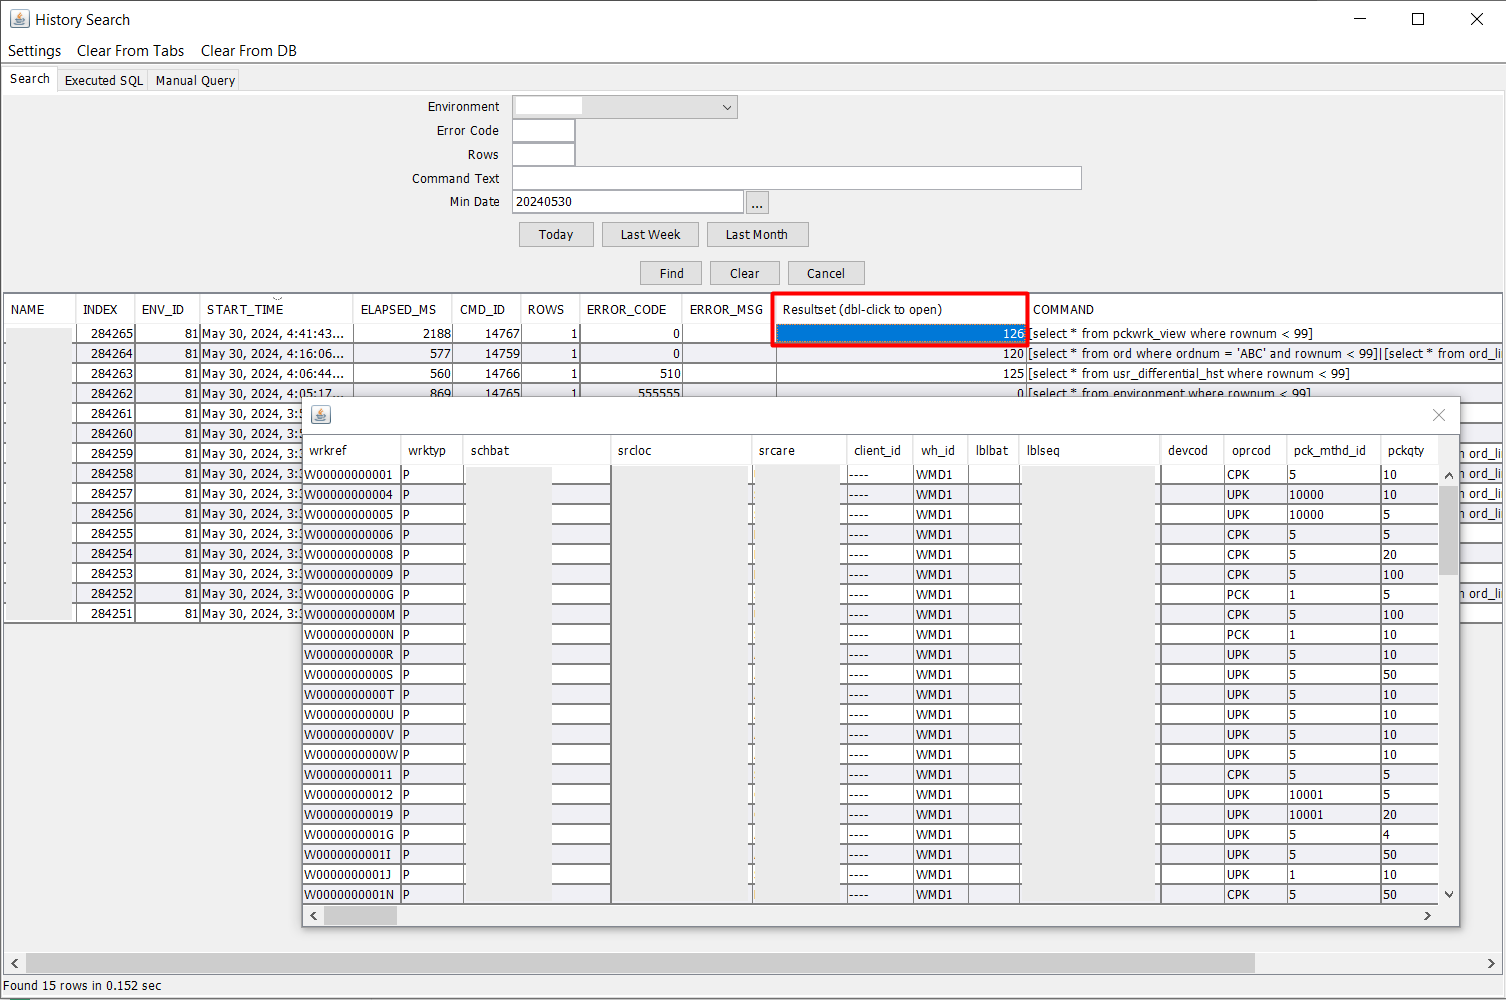 History Search
Settings Clear From Tabs Clear From DB
Search Executed SQL Manual Query
Environment
Error Code
Rows
Command Text
Min Date 20240530 ...
Today Last Week Last Month
Find Clear Cancel
NAME INDEX ENV_ID START_TIME ELAPSED_MS CMD_ID ROWS ERROR_CODE ERROR_MSG Resultset (dbl-click to open) COMMAND
284265 81 May 30, 2024, 4:41:43... 2188 14767 1 0 126 [select * from pckwrk_view where rownum < 99]
284264 81 May 30, 2024, 4:16:06... 577 14759 1 0 120 [select * from ord where ordnum = 'ABC' and rownum < 99]|[select * from ord_li
284263 81 May 30, 2024, 4:06:44... 560 14766 1 510 125 [select * from usr_differential_hst where rownum < 99]
284262 81 May 30, 2024, 4:05:17... 869 14765 1 555555 0 [select * from environment where rownum < 99]
284261 81 May 30, 2024, 3:5
284260 81 May 30, 2024, 3:5
284259 81 May 30, 2024, 3:3 m ord_li
284258 81 May 30, 2024, 3:3 m ord_li
284257 81 May 30, 2024, 3:3 m ord_li
284256 81 May 30, 2024, 3:3 m ord_li
284255 81 May 30, 2024, 3:3
284254 81 May 30, 2024, 3:3
284253 81 May 30, 2024, 3:3
284252 81 May 30, 2024, 3:3 m ord_li
284251 81 May 30, 2024, 3:3
wrkref wrktyp schbat srcloc srcare client_id wh_id lblbat lblseq devcod oprcod pck_mthd_id pckqty
W00000000001 P ---- WMD1 CPK 5 10
W00000000004 P ---- WMD1 UPK 10000 10
W00000000005 P ---- WMD1 UPK 10000 5
W00000000006 P ---- WMD1 CPK 5 5
W00000000008 P ---- WMD1 CPK 5 20
W00000000009 P ---- WMD1 CPK 5 100
W0000000000G P ---- WMD1 PCK 1 5
W0000000000M P ---- WMD1 CPK 5 100
W0000000000N P ---- WMD1 PCK 1 10
W0000000000R P ---- WMD1 UPK 5 10
W0000000000S P ---- WMD1 UPK 5 50
W0000000000T P ---- WMD1 UPK 5 10
W0000000000U P ---- WMD1 UPK 5 10
W0000000000V P ---- WMD1 UPK 5 10
W0000000000W P ---- WMD1 UPK 5 10
W00000000011 P ---- WMD1 CPK 5 5
W00000000012 P ---- WMD1 UPK 10001 5
W00000000019 P ---- WMD1 UPK 10001 20
W0000000001G P ---- WMD1 UPK 5 4
W0000000001I P ---- WMD1 UPK 5 50
W0000000001J P ---- WMD1 UPK 1 10
W0000000001N P ---- WMD1 CPK 5 50
Found 15 rows in 0.152 sec